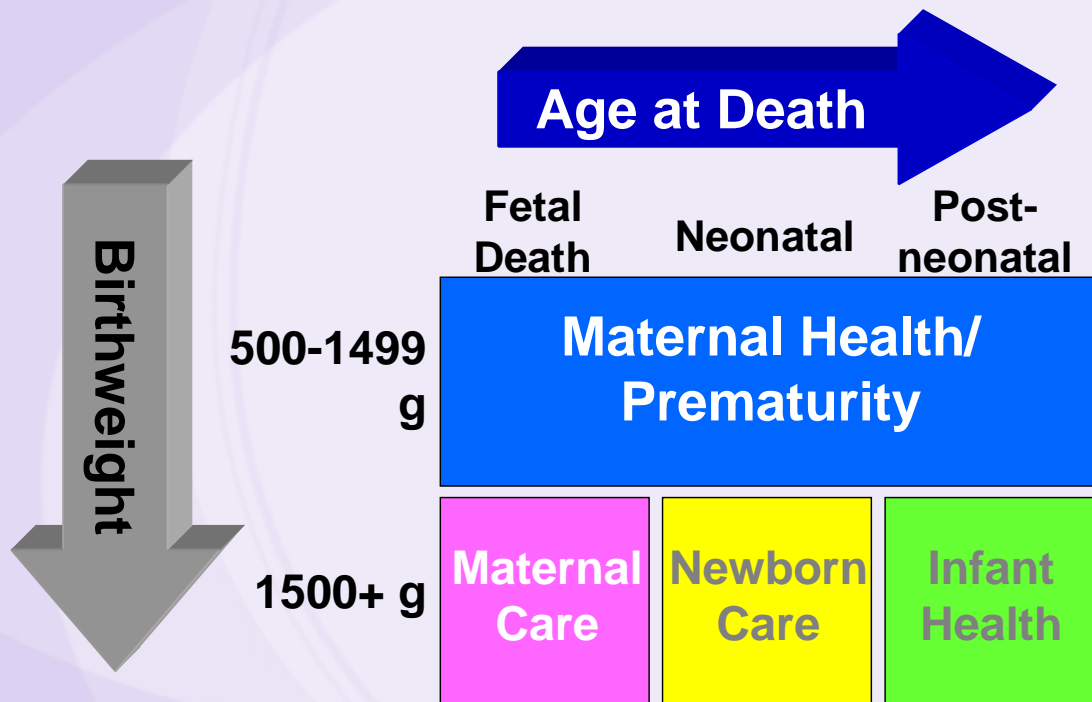 Age at Death
Birthweight
Fetal
Death
Neonatal
Post-
neonatal
500-1499
g
Maternal Health/
Prematurity
1500+ g
Maternal
Care
Newborn
Care
Infant
Health